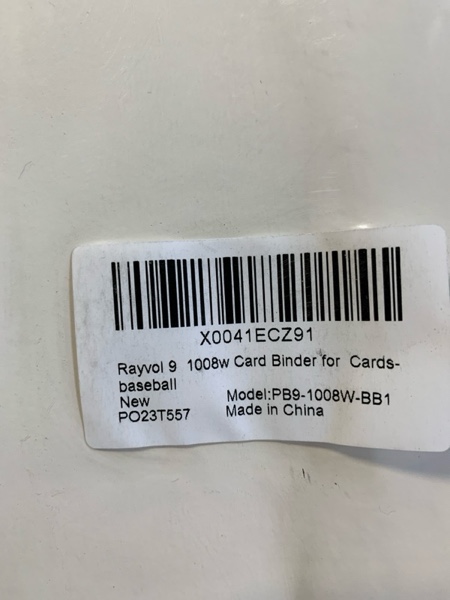 X0041ECZ91
Rayvol 9  1008w Card Binder for  Cards-
baseball
New
Model:PB9-1008W-BB1
PO23T557
Made in China